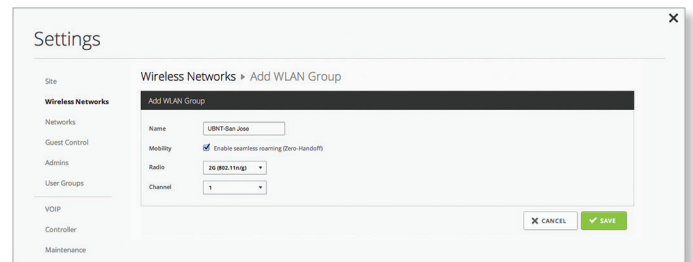 Settings
Site
Wireless Networks
Networks
Guest Control
Admins
User Groups
VOIP
Controller
Maintenance
Wireless Networks ▸ Add WLAN Group
Add WLAN Group
Name UBNT-San Jose
Mobility Enable seamless roaming (Zero-Handoff)
Radio 2G (802.11n/g)
Channel 1
CANCEL SAVE